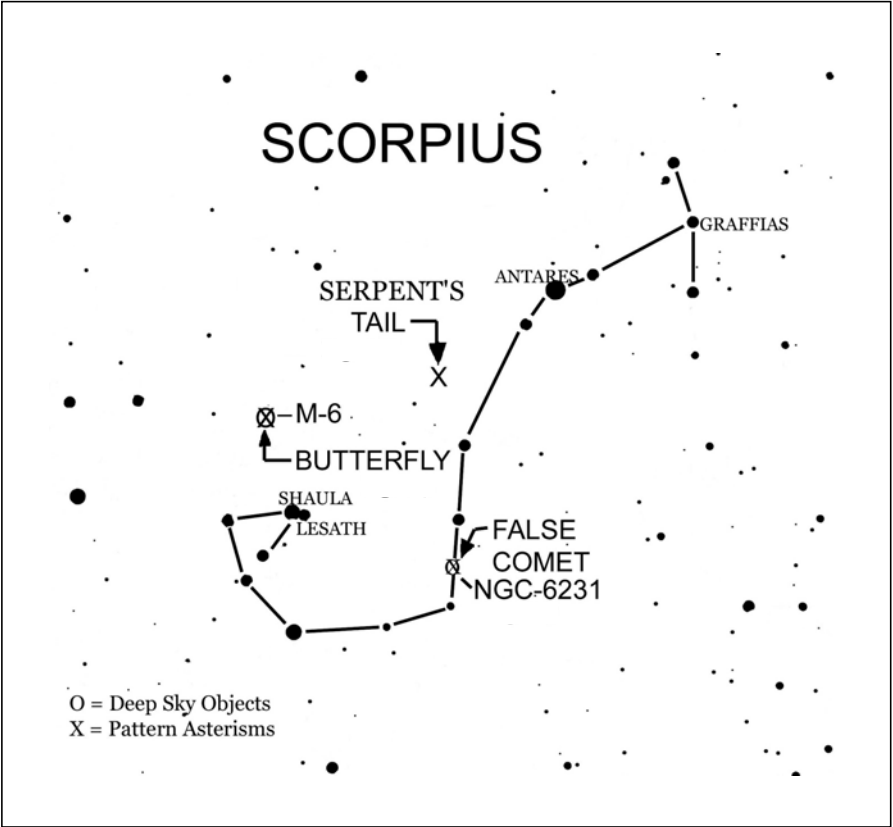 SCORPIUS
GRAFFIAS
ANTARES
SERPENT'S
TAIL
X
M-6
BUTTERFLY
SHAULA
LESATH
FALSE
COMET
NGC-6231
O = Deep Sky Objects
X = Pattern Asterisms